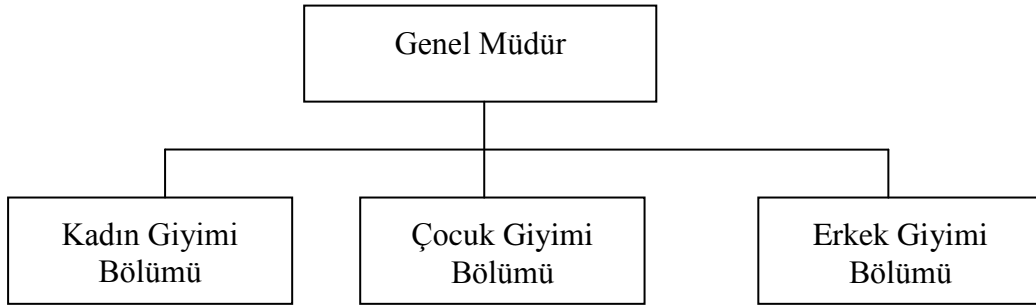 Genel Müdür
Kadın Giyimi
Bölümü
Çocuk Giyimi
Bölümü
Erkek Giyimi
Bölümü